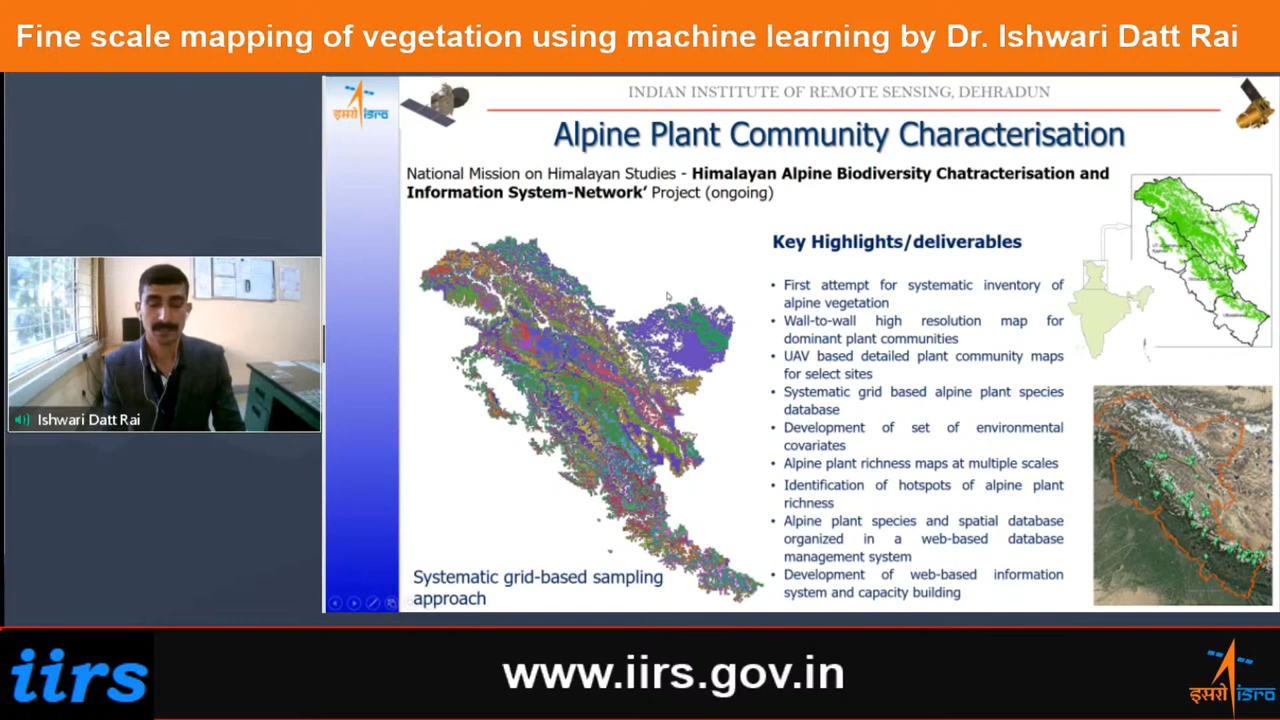 Fine scale mapping of vegetation using machine learning by Dr. Ishwari Datt Rai
INDIAN INSTITUTE OF REMOTE SENSING, DEHRADUN
इसरो isro
Alpine Plant Community Characterisation
National Mission on Himalayan Studies - Himalayan Alpine Biodiversity Chatracterisation and
Information System-Network’ Project (ongoing)
Key Highlights/deliverables
• First attempt for systematic inventory of
alpine vegetation
• Wall-to-wall high resolution map for
dominant plant communities
• UAV based detailed plant community maps
for select sites
• Systematic grid based alpine plant species
database
• Development of set of environmental
covariates
• Alpine plant richness maps at multiple scales
• Identification of hotspots of alpine plant
richness
• Alpine plant species and spatial database
organized in a web-based database
management system
• Development of web-based information
system and capacity building
Systematic grid-based sampling
approach
Ishwari Datt Rai
iirs
www.iirs.gov.in
इसरो isro